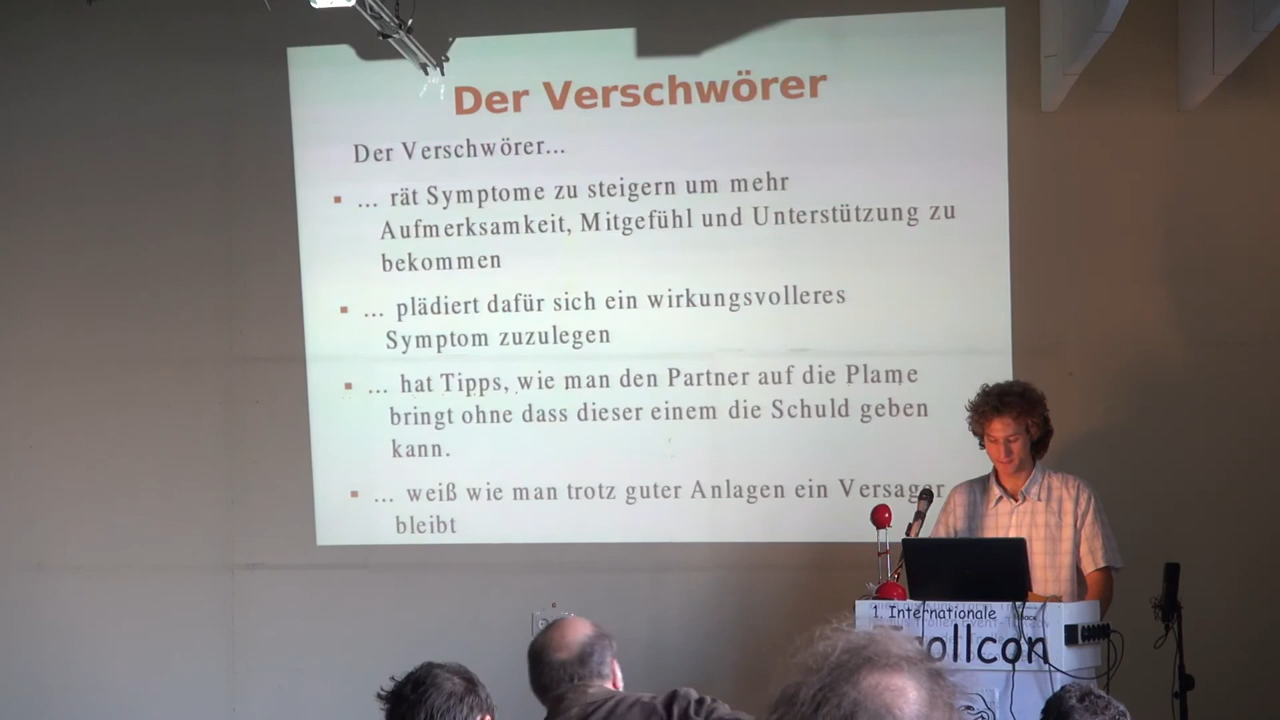 Der Verschwörer
Der Verschwörer...
... rät Symptome zu steigern um mehr
Aufmerksamkeit, Mitgefühl und Unterstützung zu
bekommen
... plädiert dafür sich ein wirkungsvolleres
Symptom zuzulegen
... hat Tipps, wie man den Partner auf die Plame
bringt ohne dass dieser einem die Schuld geben
kann.
... weiß wie man trotz guter Anlagen ein Versager
bleibt
1. Internationale
ollcon